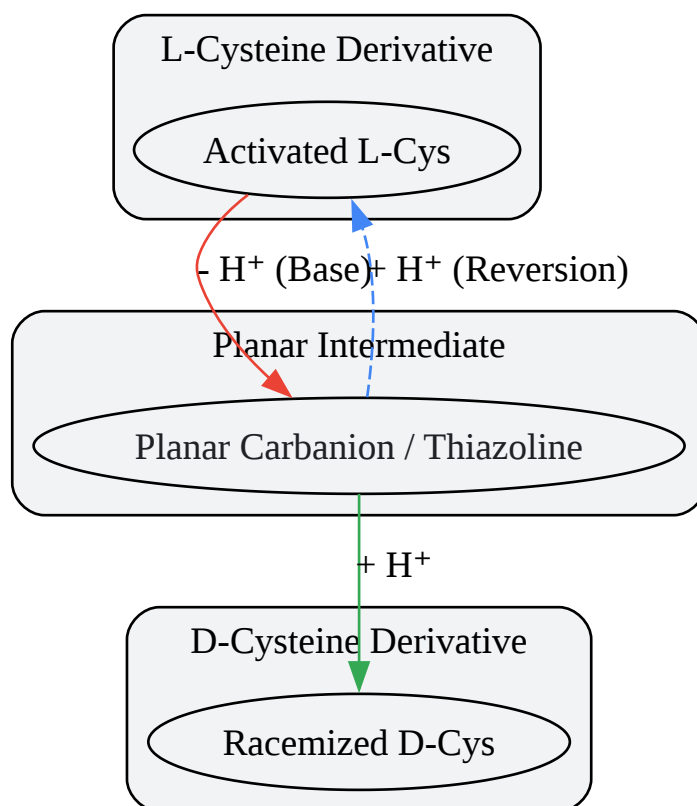 L-Cysteine Derivative
Activated L-Cys
- H⁺ (Base)
+ H⁺ (Reversion)
Planar Intermediate
Planar Carbanion / Thiazoline
+ H⁺
D-Cysteine Derivative
Racemized D-Cys